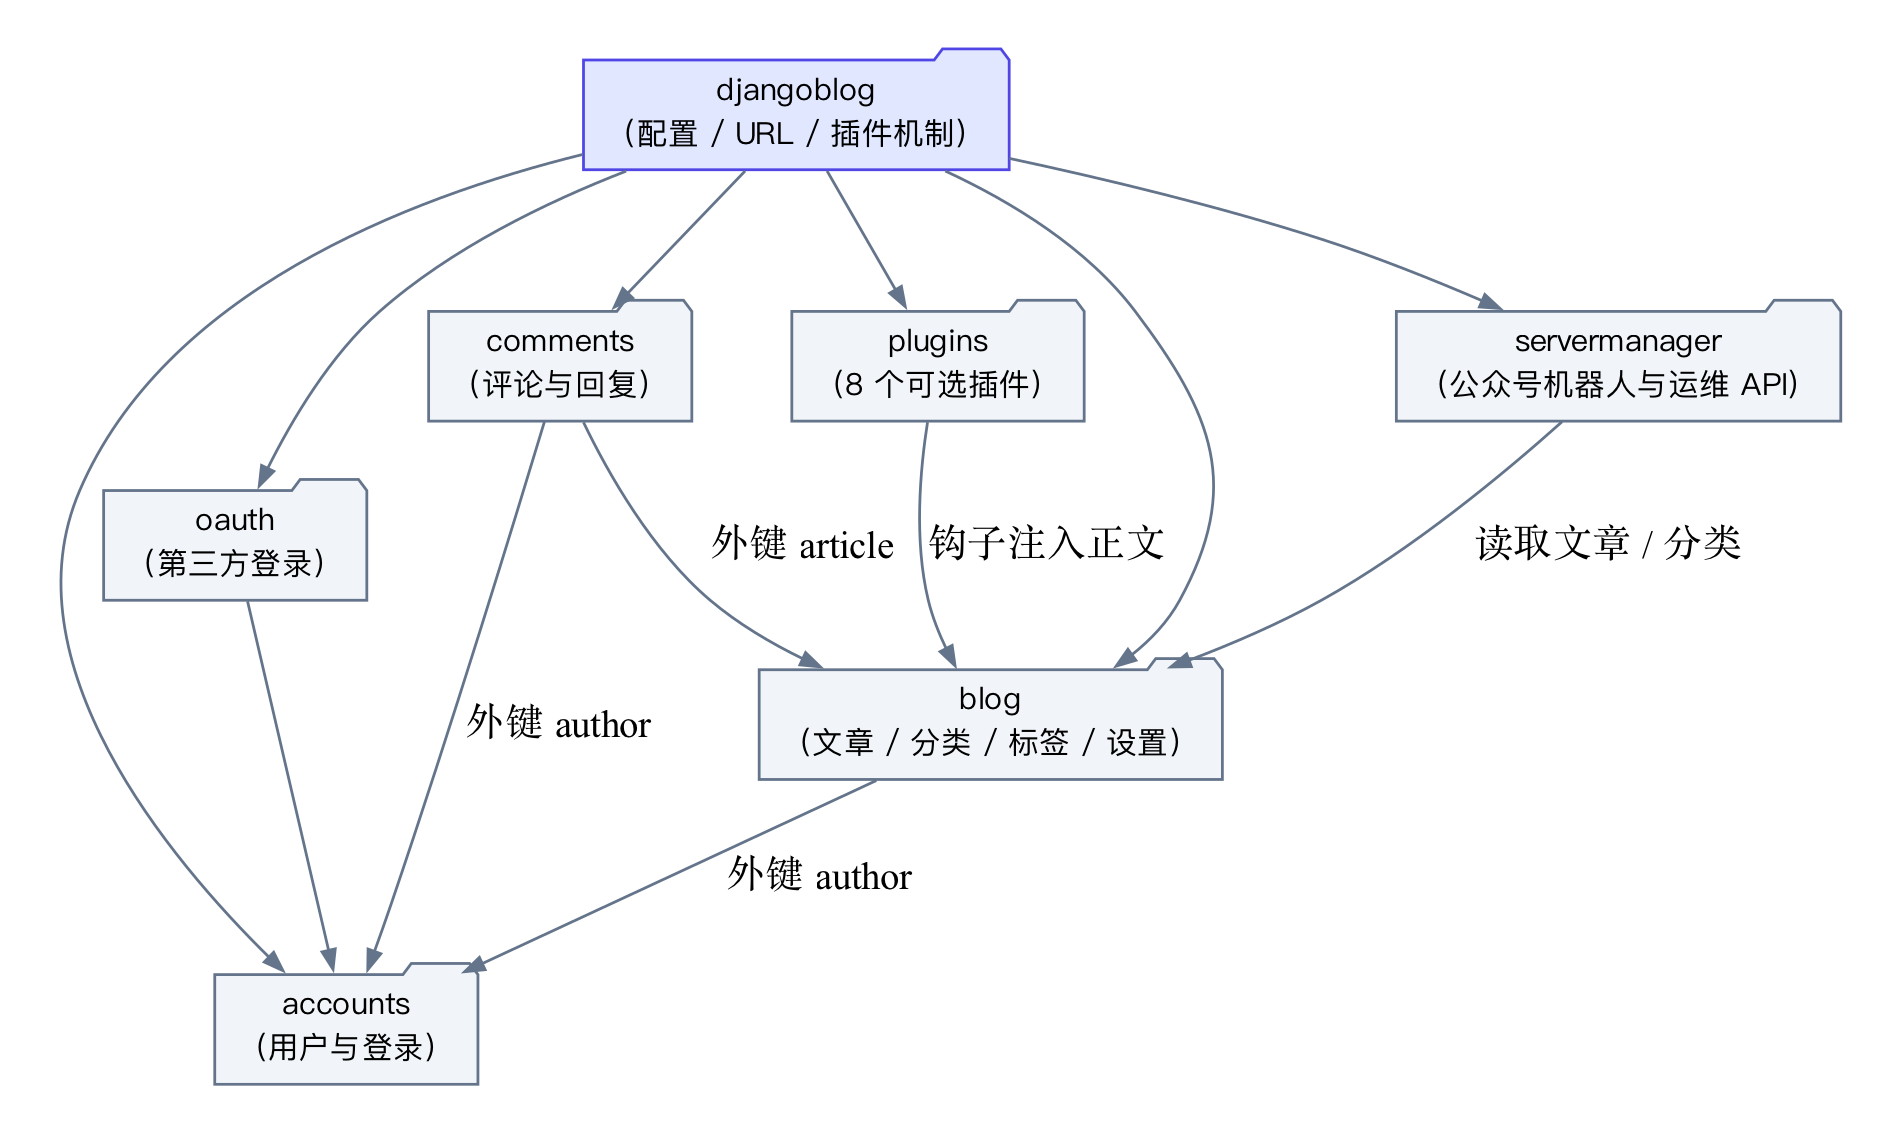 djangoblog
（配置 / URL / 插件机制）
comments
（评论与回复）
plugins
（8 个可选插件）
servermanager
（公众号机器人与运维 API）
oauth
（第三方登录）
外键 article
钩子注入正文
读取文章 / 分类
外键 author
blog
（文章 / 分类 / 标签 / 设置）
外键 author
accounts
（用户与登录）